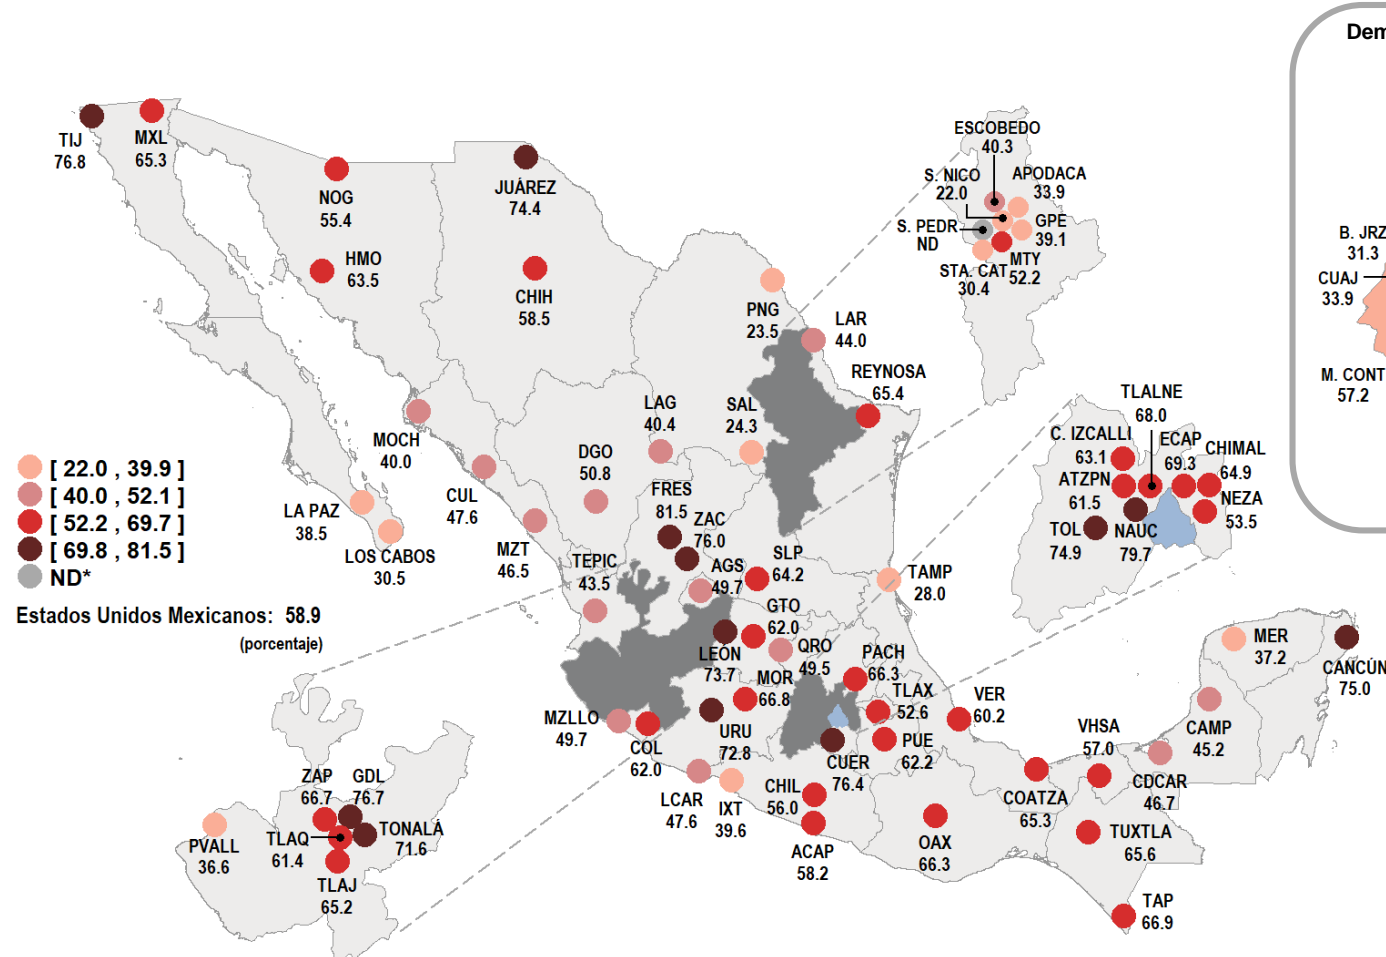 Dem
ESCOBEDO
40.3
S. NICO
22.0
APODACA
33.9
S. PEDR
ND
GPE
39.1
STA. CAT
30.4
MTY
52.2
TIJ
76.8
MXL
65.3
NOG
55.4
JUÁREZ
74.4
HMO
63.5
CHIH
58.5
B. JRZ
31.3
CUAJ
33.9
M. CONT
57.2
PNG
23.5
LAR
44.0
REYNOSA
65.4
LAG
40.4
SAL
24.3
MOCH
40.0
DGO
50.8
CUL
47.6
MZT
46.5
FRES
81.5
ZAC
76.0
TLALNE
68.0
C. IZCALLI
63.1
ECAP
69.3
CHIMAL
64.9
ATZPN
61.5
NEZA
53.5
TOL
74.9
NAUC
79.7
[ 22.0 , 39.9 ]
[ 40.0 , 52.1 ]
[ 52.2 , 69.7 ]
[ 69.8 , 81.5 ]
ND*
Estados Unidos Mexicanos: 58.9
(porcentaje)
LA PAZ
38.5
LOS CABOS
30.5
TEPIC
43.5
AGS
49.7
SLP
64.2
TAMP
28.0
GTO
62.0
LEÓN
73.7
QRO
49.5
PACH
66.3
MOR
66.8
TLAX
52.6
VER
60.2
MER
37.2
CANCÚN
75.0
MZLLO
49.7
COL
62.0
URU
72.8
CUER
76.4
PUE
62.2
VHSA
57.0
CAMP
45.2
CDCAR
46.7
LCAR
47.6
IXT
39.6
CHIL
56.0
COATZA
65.3
ACAP
58.2
OAX
66.3
TUXTLA
65.6
TAP
66.9
ZAP
66.7
GDL
76.7
PVALL
36.6
TLAQ
61.4
TONALÁ
71.6
TLAJ
65.2